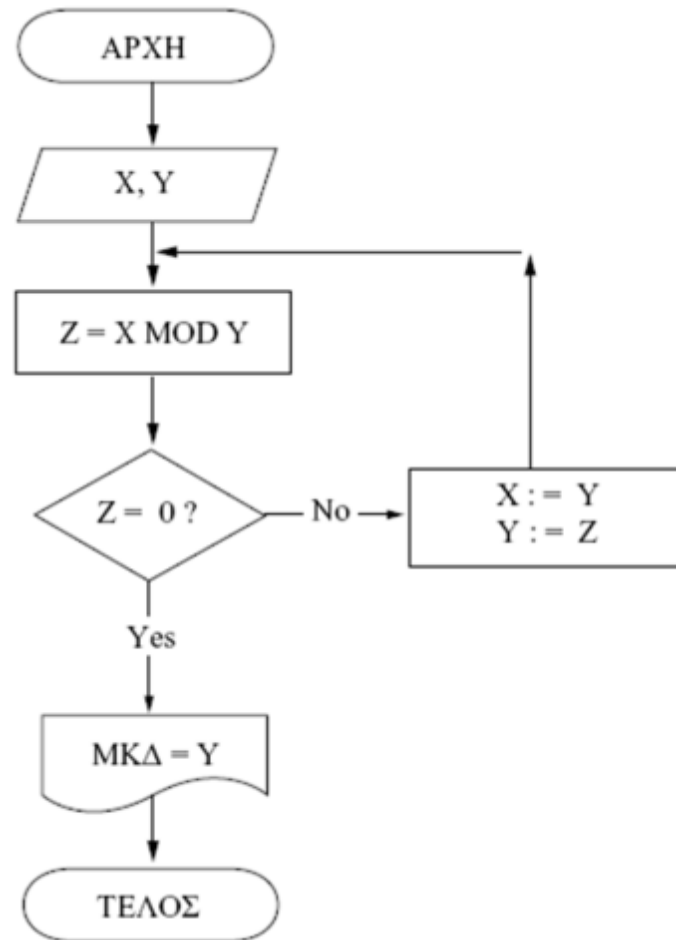 ΑΡΧΗ
X, Y
Z = X MOD Y
Z = 0 ?
No
X : = Y
Y : = Z
Yes
ΜΚΔ = Y
ΤΕΛΟΣ